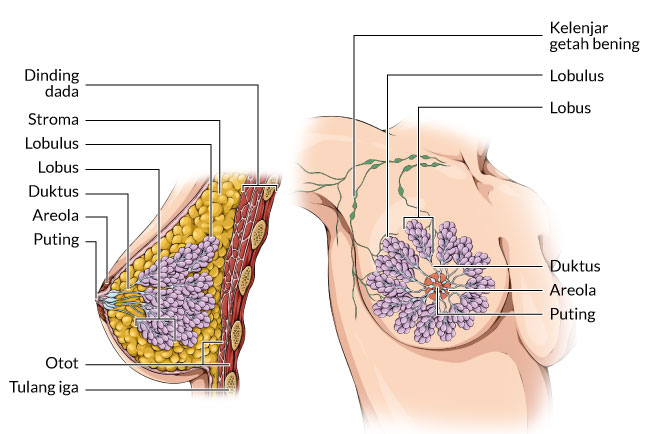 Dinding
dada
Stroma
Lobulus
Lobus
Duktus
Areola
Puting
Otot
Tulang iga
Kelenjar
getah bening
Lobulus
Lobus
Duktus
Areola
Puting